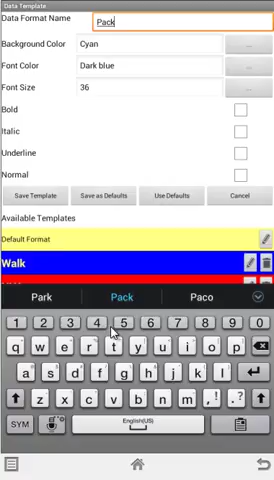 Data Template
Data Format Name Pack
Background Color Cyan ...
Font Color Dark blue ...
Font Size 36 ...
Bold
Italic
Underline
Normal
Save Template Save as Defaults Use Defaults Cancel
Available Templates
Default Format
Walk
Park Pack Paco
1 2 3 4 5 6 7 8 9 0
q w e r t y u i o p
a s d f g h j k l
z x c v b n m , ! . ?
SYM English(US)